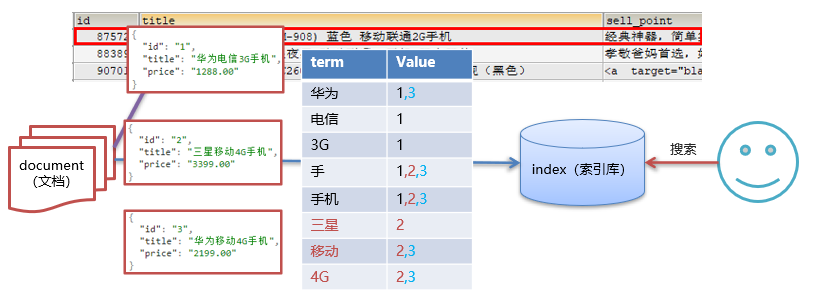 id title sell_point
87572 -908) 蓝色 移动联通2G手机 经典神器,简单
88389 夜 孝敬爸妈首选,
9070 C26 (黑色) <a target="bla
{
"id": "1",
"title": "华为电信3G手机",
"price": "1288.00"
}
{
"id": "2",
"title": "三星移动4G手机",
"price": "3399.00"
}
{
"id": "3",
"title": "华为移动4G手机",
"price": "2199.00"
}
document
(文档)
term Value
华为 1,3
电信 1
3G 1
手 1,2,3
手机 1,2,3
三星 2
移动 2,3
4G 2,3
index(索引库)
搜索